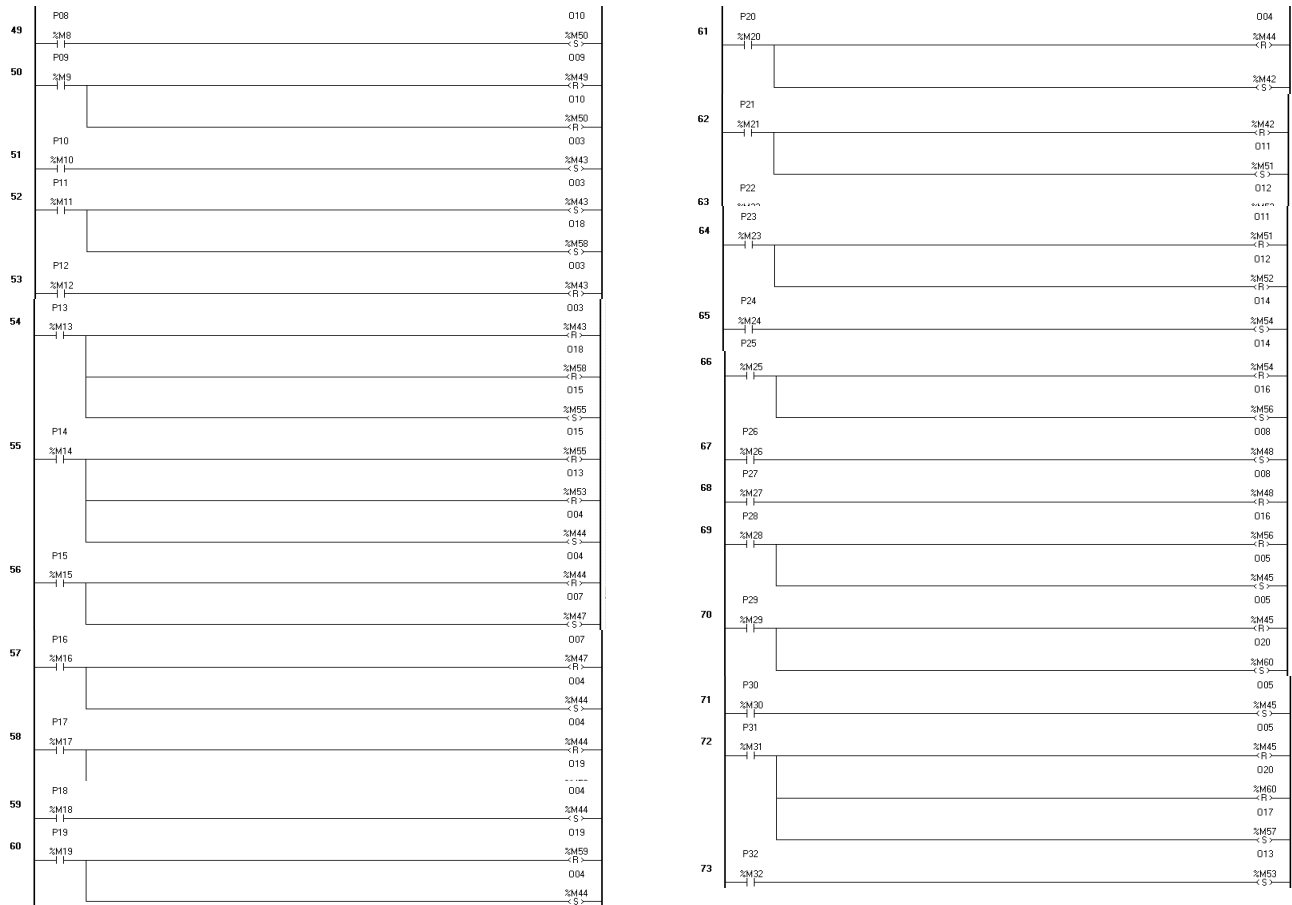 P08 O10
49 %M8 %M50
S
P09 O09
50 %M9 %M49
R
O10
%M50
R
P10 O03
51 %M10 %M43
S
P11 O03
52 %M11 %M43
S
O18
%M58
S
P12 O03
53 %M12 %M43
R
P13 O03
54 %M13 %M43
R
O18
%M58
R
O15
%M55
S
P14 O15
55 %M14 %M55
R
O13
%M53
R
O04
%M44
S
P15 O04
56 %M15 %M44
R
O07
%M47
S
P16 O07
57 %M16 %M47
R
O04
%M44
S
P17 O04
58 %M17 %M44
R
O19
P18 O04
59 %M18 %M44
S
P19 O19
60 %M19 %M59
R
O04
%M44
S
P20 O04
61 %M20 %M44
R
%M42
S
P21
62 %M21 %M42
R
O11
%M51
S
P22 O12
63
P23 O11
64 %M23 %M51
R
O12
%M52
R
P24 O14
65 %M24 %M54
S
P25 O14
66 %M25 %M54
R
O16
%M56
S
P26 O08
67 %M26 %M48
S
P27 O08
68 %M27 %M48
R
P28 O16
69 %M28 %M56
R
O05
%M45
S
P29 O05
70 %M29 %M45
R
O20
%M60
S
P30 O05
71 %M30 %M45
S
P31 O05
72 %M31 %M45
R
O20
%M60
R
O17
%M57
S
P32 O13
73 %M32 %M53
S